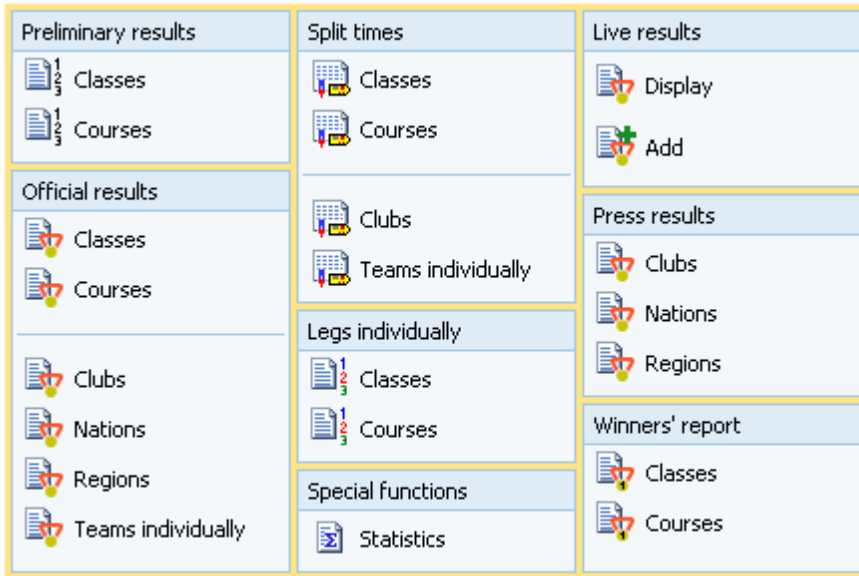 Preliminary results
Classes
Courses
Official results
Classes
Courses
Clubs
Nations
Regions
Teams individually
Split times
Classes
Courses
Clubs
Teams individually
Legs individually
Classes
Courses
Special functions
Statistics
Live results
Display
Add
Press results
Clubs
Nations
Regions
Winners' report
Classes
Courses